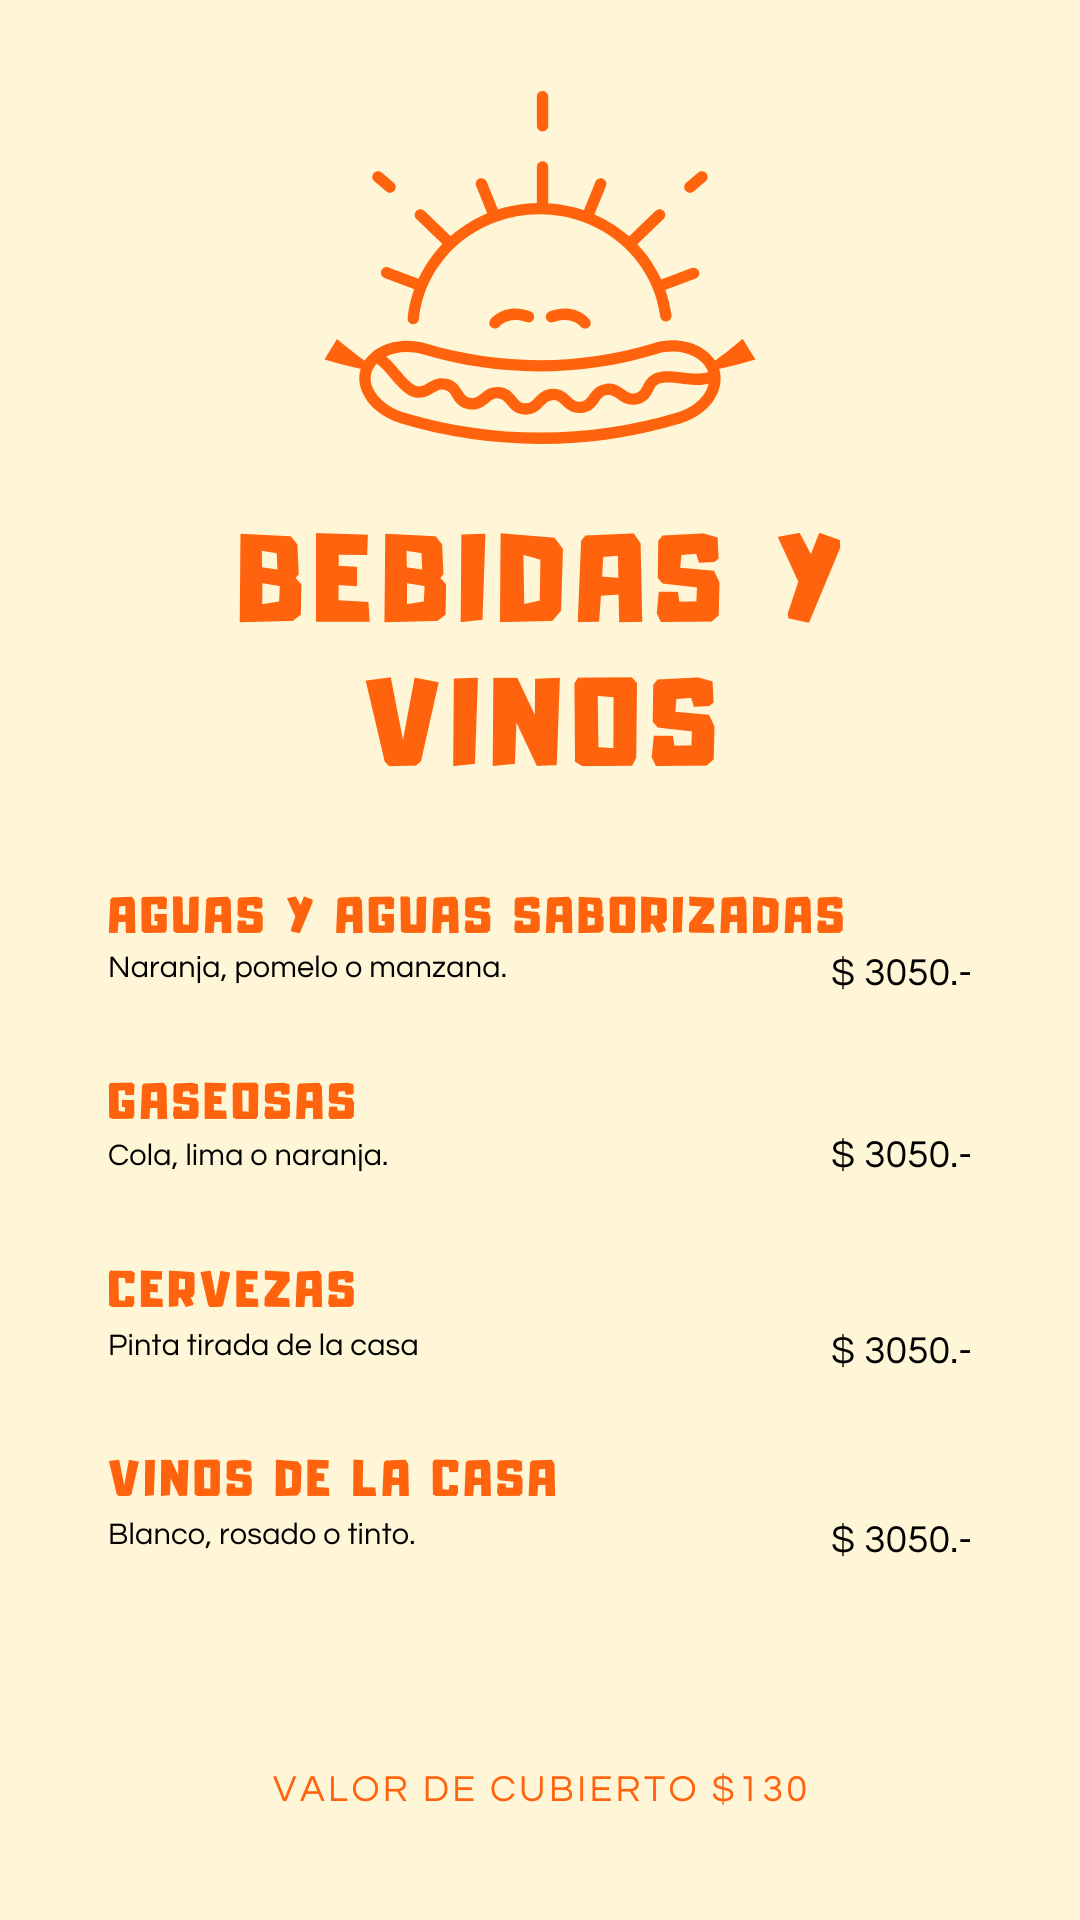 BEBIDAS Y
VINOS
AGUAS Y AGUAS SABORIZADAS
Naranja, pomelo o manzana.
$ 3050.-
GASEOSAS
Cola, lima o naranja.
$ 3050.-
CERVEZAS
Pinta tirada de la casa
$ 3050.-
VINOS DE LA CASA
Blanco, rosado o tinto.
$ 3050.-
VALOR DE CUBIERTO $130